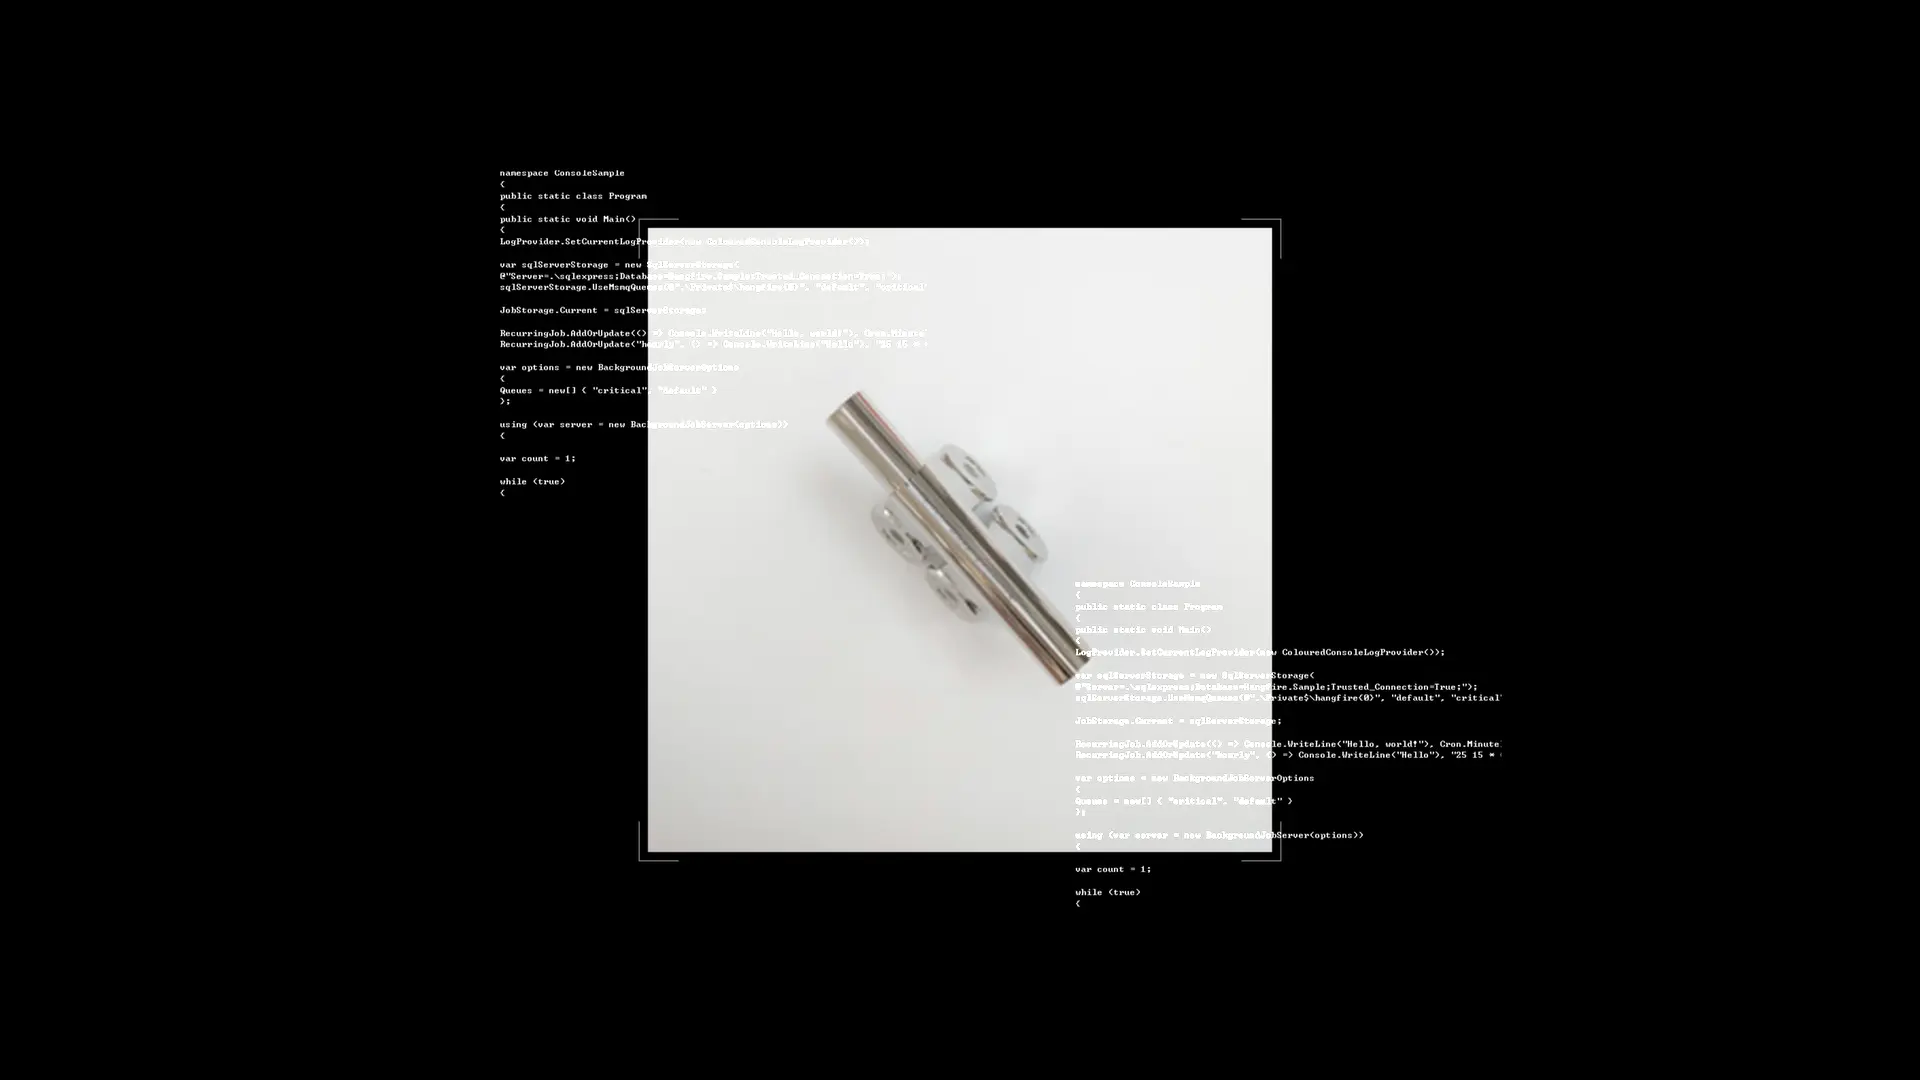 namespace ConsoleSample
{
public static class Program
{
public static void Main()
{
LogProvider.SetCurrentLogProvider(new ColouredConsoleLogProvider());
var sqlServerStorage = new SqlServerStorage(
@"Server=.\sqlexpress;Database=Hangfire.Sample;Trusted_Connection=True;");
sqlServerStorage.UseMsmqQueues(@".\Private$\hangfire{0}", "default", "critical"
JobStorage.Current = sqlServerStorage;
RecurringJob.AddOrUpdate(() => Console.WriteLine("Hello, world!"), Cron.Minute
RecurringJob.AddOrUpdate("hourly", () => Console.WriteLine("Hello"), "25 15 *
var options = new BackgroundJobServerOptions
{
Queues = new[] { "critical", "default" }
};
using (var server = new BackgroundJobServer(options))
{
var count = 1;
while (true)
{
namespace ConsoleSample
{
public static class Program
{
public static void Main()
{
LogProvider.SetCurrentLogProvider(new ColouredConsoleLogProvider());
var sqlServerStorage = new SqlServerStorage(
@"Server=.\sqlexpress;Database=Hangfire.Sample;Trusted_Connection=True;");
sqlServerStorage.UseMsmqQueues(@".\Private$\hangfire{0}", "default", "critical"
JobStorage.Current = sqlServerStorage;
RecurringJob.AddOrUpdate(() => Console.WriteLine("Hello, world!"), Cron.Minute
RecurringJob.AddOrUpdate("hourly", () => Console.WriteLine("Hello"), "25 15 *
var options = new BackgroundJobServerOptions
{
Queues = new[] { "critical", "default" }
};
using (var server = new BackgroundJobServer(options))
{
var count = 1;
while (true)
{